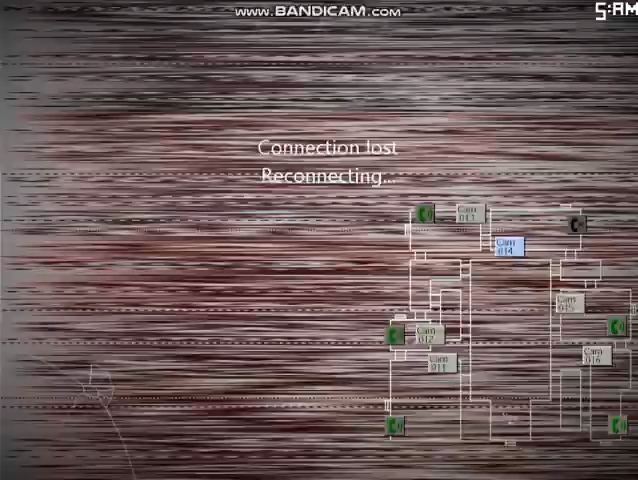 www.BANDICAM.com
5:AM
Connection lost
Reconnecting...
Cam
013
Cam
014
Cam
015
Cam
012
Cam
016
Cam
011